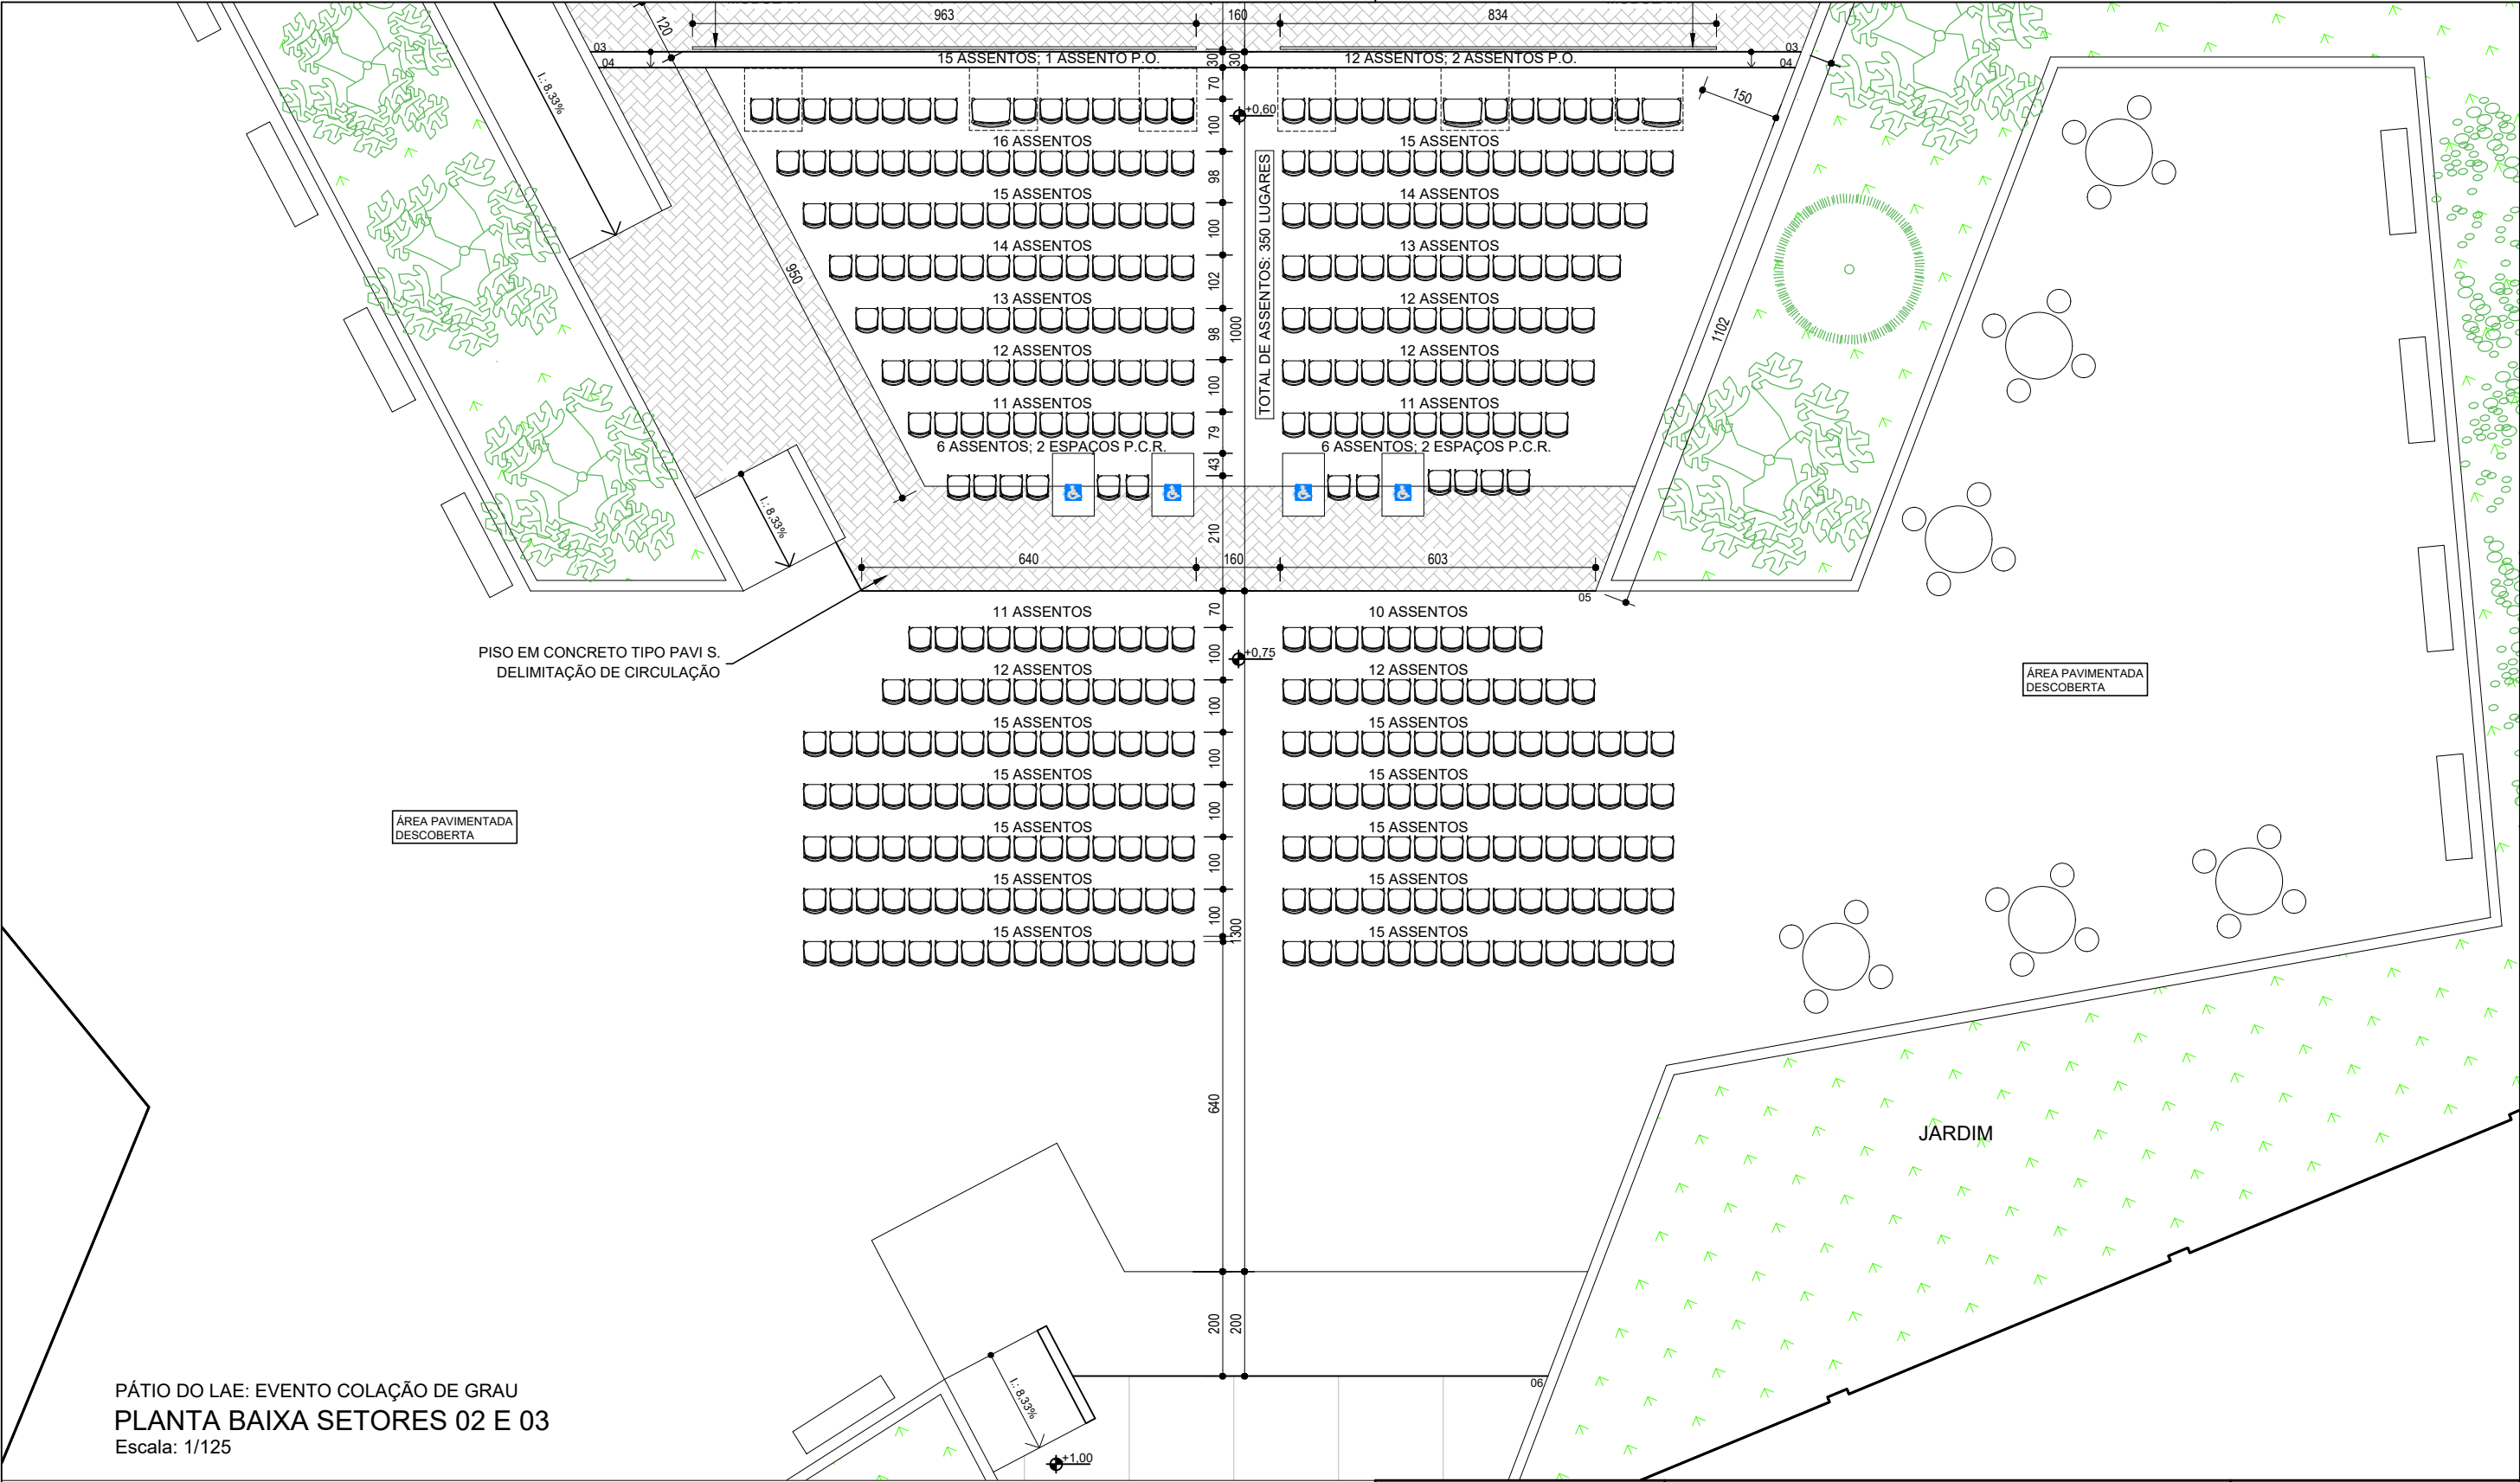 963
160
834
120
03
03
15 ASSENTOS; 1 ASSENTO P.O.
30
30
12 ASSENTOS; 2 ASSENTOS P.O.
04
04
I.: 8,33%
70
150
+0,60
100
16 ASSENTOS
15 ASSENTOS
98
15 ASSENTOS
14 ASSENTOS
100
TOTAL DE ASSENTOS: 350 LUGARES
14 ASSENTOS
13 ASSENTOS
950
102
13 ASSENTOS
12 ASSENTOS
98
1000
1102
12 ASSENTOS
12 ASSENTOS
100
11 ASSENTOS
11 ASSENTOS
79
6 ASSENTOS; 2 ESPAÇOS P.C.R.
6 ASSENTOS; 2 ESPAÇOS P.C.R.
43
I.: 8,33%
210
640
160
603
05
11 ASSENTOS
70
10 ASSENTOS
PISO EM CONCRETO TIPO PAVI S.
DELIMITAÇÃO DE CIRCULAÇÃO
100
+0,75
12 ASSENTOS
12 ASSENTOS
ÁREA PAVIMENTADA
DESCOBERTA
100
15 ASSENTOS
15 ASSENTOS
100
15 ASSENTOS
15 ASSENTOS
100
ÁREA PAVIMENTADA
DESCOBERTA
15 ASSENTOS
15 ASSENTOS
100
15 ASSENTOS
15 ASSENTOS
100
1300
15 ASSENTOS
15 ASSENTOS
640
JARDIM
200
200
06
I.: 8,33%
+1,00
PÁTIO DO LAE: EVENTO COLAÇÃO DE GRAU
PLANTA BAIXA SETORES 02 E 03
Escala: 1/125